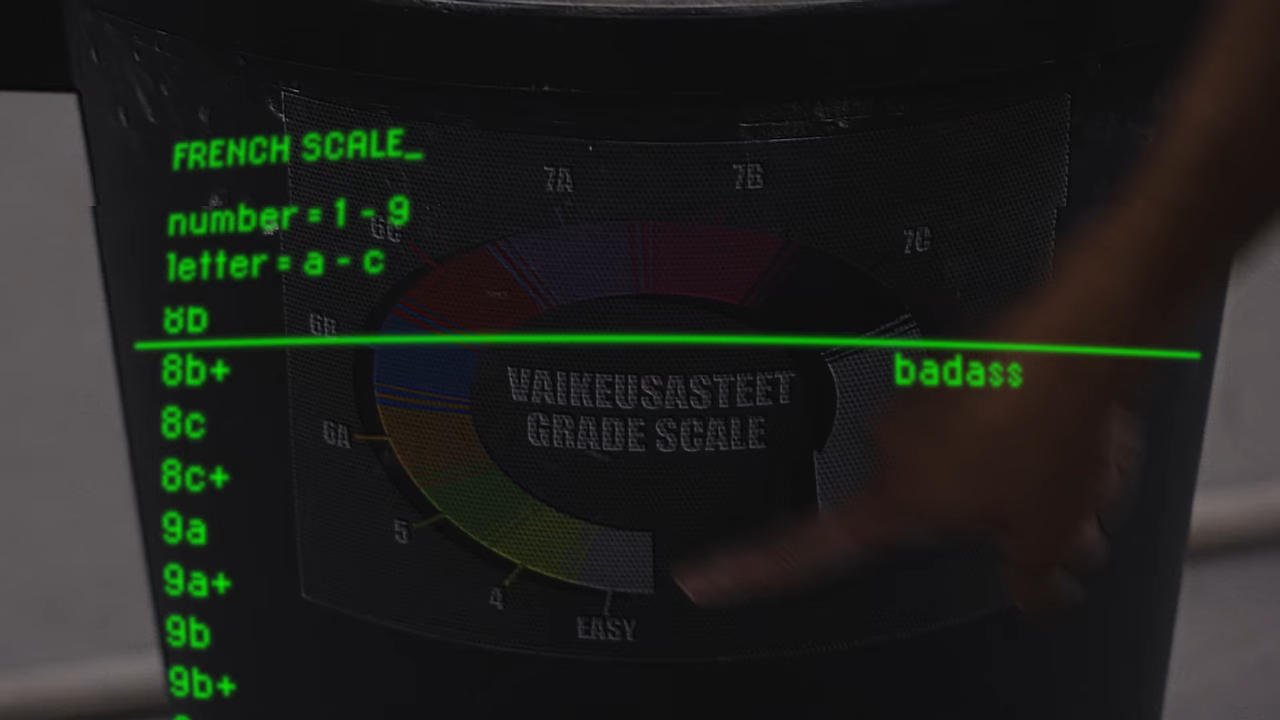 FRENCH SCALE_
number = 1 - 9
letter = a - c
8b
8b+
badass
8c
8c+
9a
9a+
9b
9b+
7A
7B
7C
6C
6B
6A
5
4
EASY
VAIKEUSASTEET
GRADE SCALE